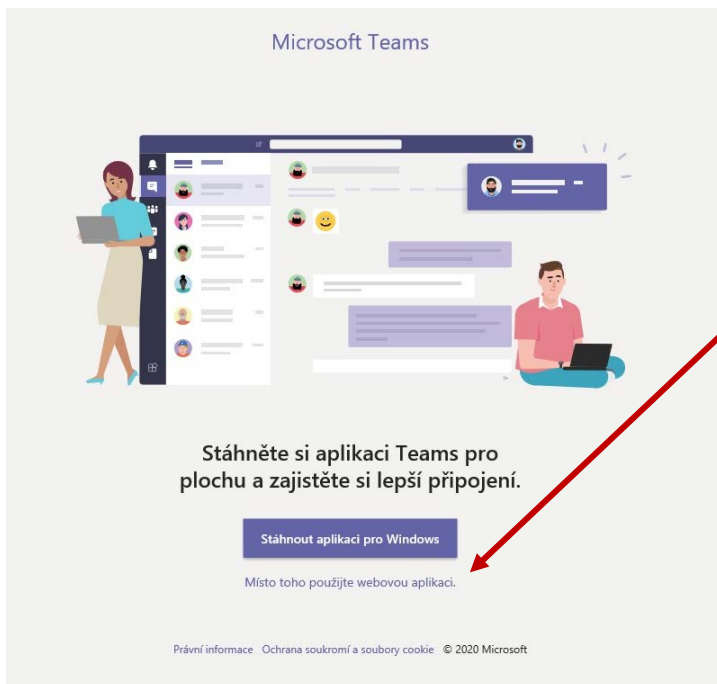 Microsoft Teams
Stáhněte si aplikaci Teams pro
plochu a zajistěte si lepší připojení.
Stáhnout aplikaci pro Windows
Místo toho použijte webovou aplikaci.
Právní informace Ochrana soukromí a soubory cookie © 2020 Microsoft